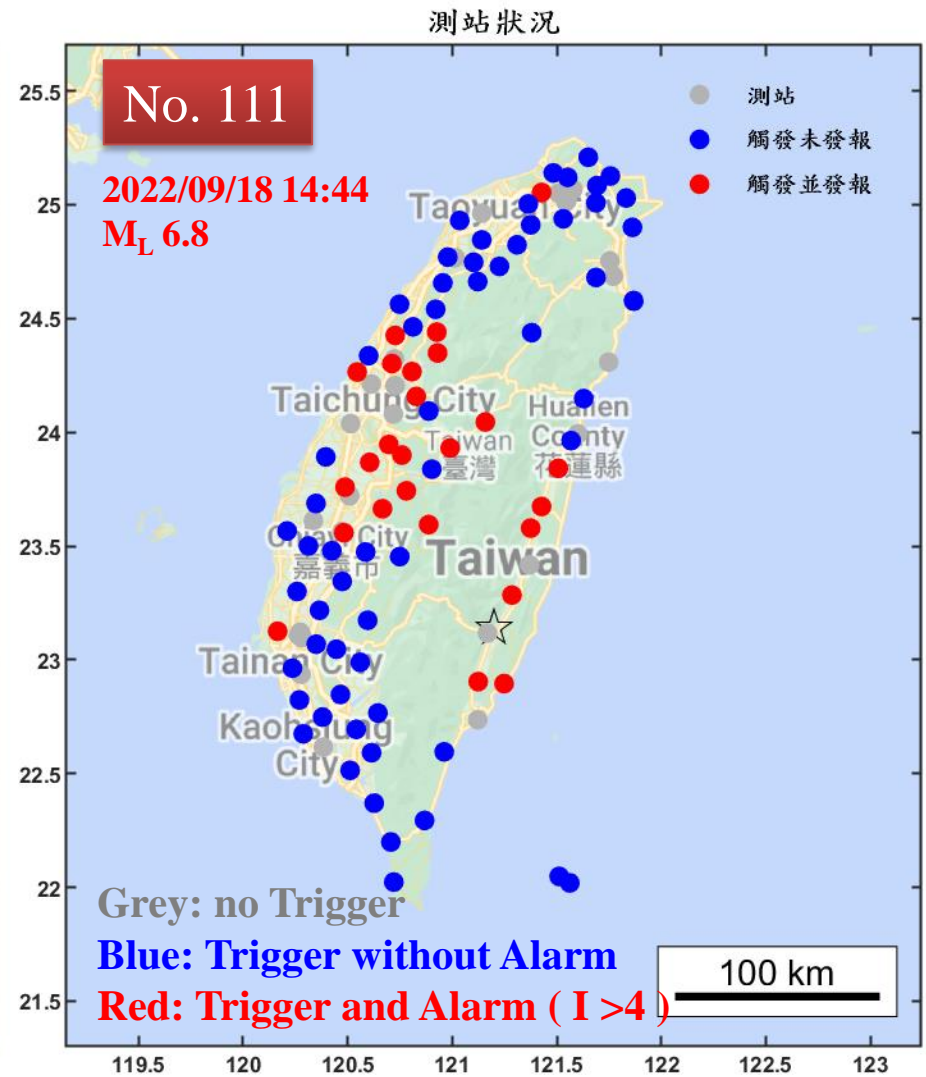 測站狀況
25.5
25
24.5
24
23.5
23
22.5
22
21.5
No. 111
2022/09/18 14:44
ML 6.8
測站
觸發未發報
觸發並發報
Taoyuan City
Taichung City
Hualien
County
花蓮縣
Taiwan
臺灣
Chiayi City
嘉義市
Taiwan
Tainan City
Kaohsiung
City
Grey: no Trigger
Blue: Trigger without Alarm
Red: Trigger and Alarm ( I >4 )
100 km
119.5 120 120.5 121 121.5 122 122.5 123